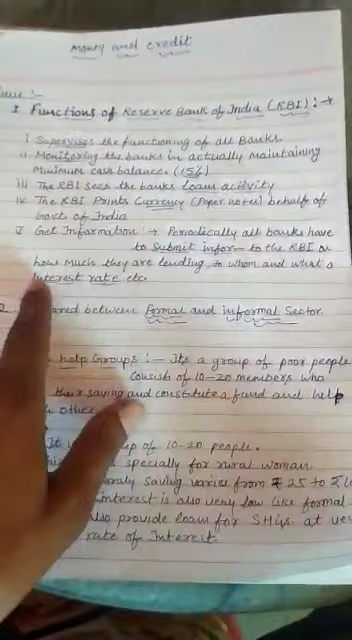 Money and credit
I Functions of Reserve Bank of India (RBI) : →
i Supervises the functioning of all Banks.
ii Monitoring the banks in actually maintaining
Minimum cash balance. (15%)
iii The RBI sees the banks loam activity
iv The RBI Prints Currency (Paper notes) behalf of
Govt. of India
v Get Information → Periodically all banks have
to submit infor- to the RBI on
how much they are lending to whom and what a
interest rate etc.
between formal and informal Sector.
help Groups : - Its a group of poor people
Consists of 10-20 members who
their saving and constitute a fund and help
other
of 10-20 people.
specially for rural woman
saving varies from ₹ 25 to
interest is also very low like formal
also provide loam for SHGs at
rate of Interest.